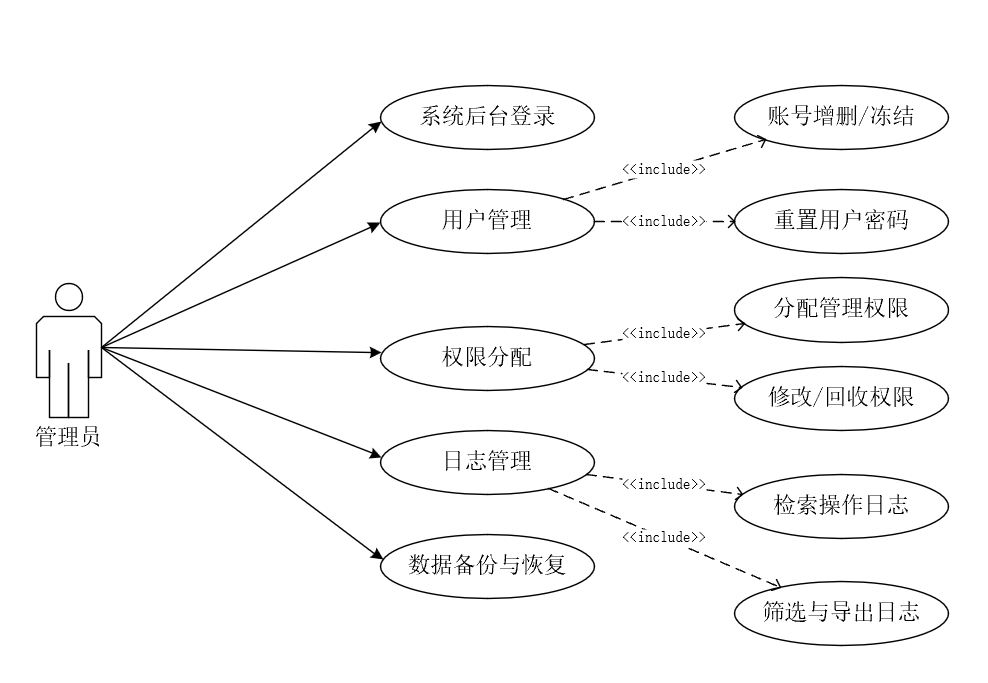 系统后台登录
账号增删/冻结
<<include>>
用户管理
<<include>>
重置用户密码
分配管理权限
<<include>>
权限分配
<<include>>
修改/回收权限
管理员
日志管理
<<include>>
检索操作日志
<<include>>
数据备份与恢复
筛选与导出日志